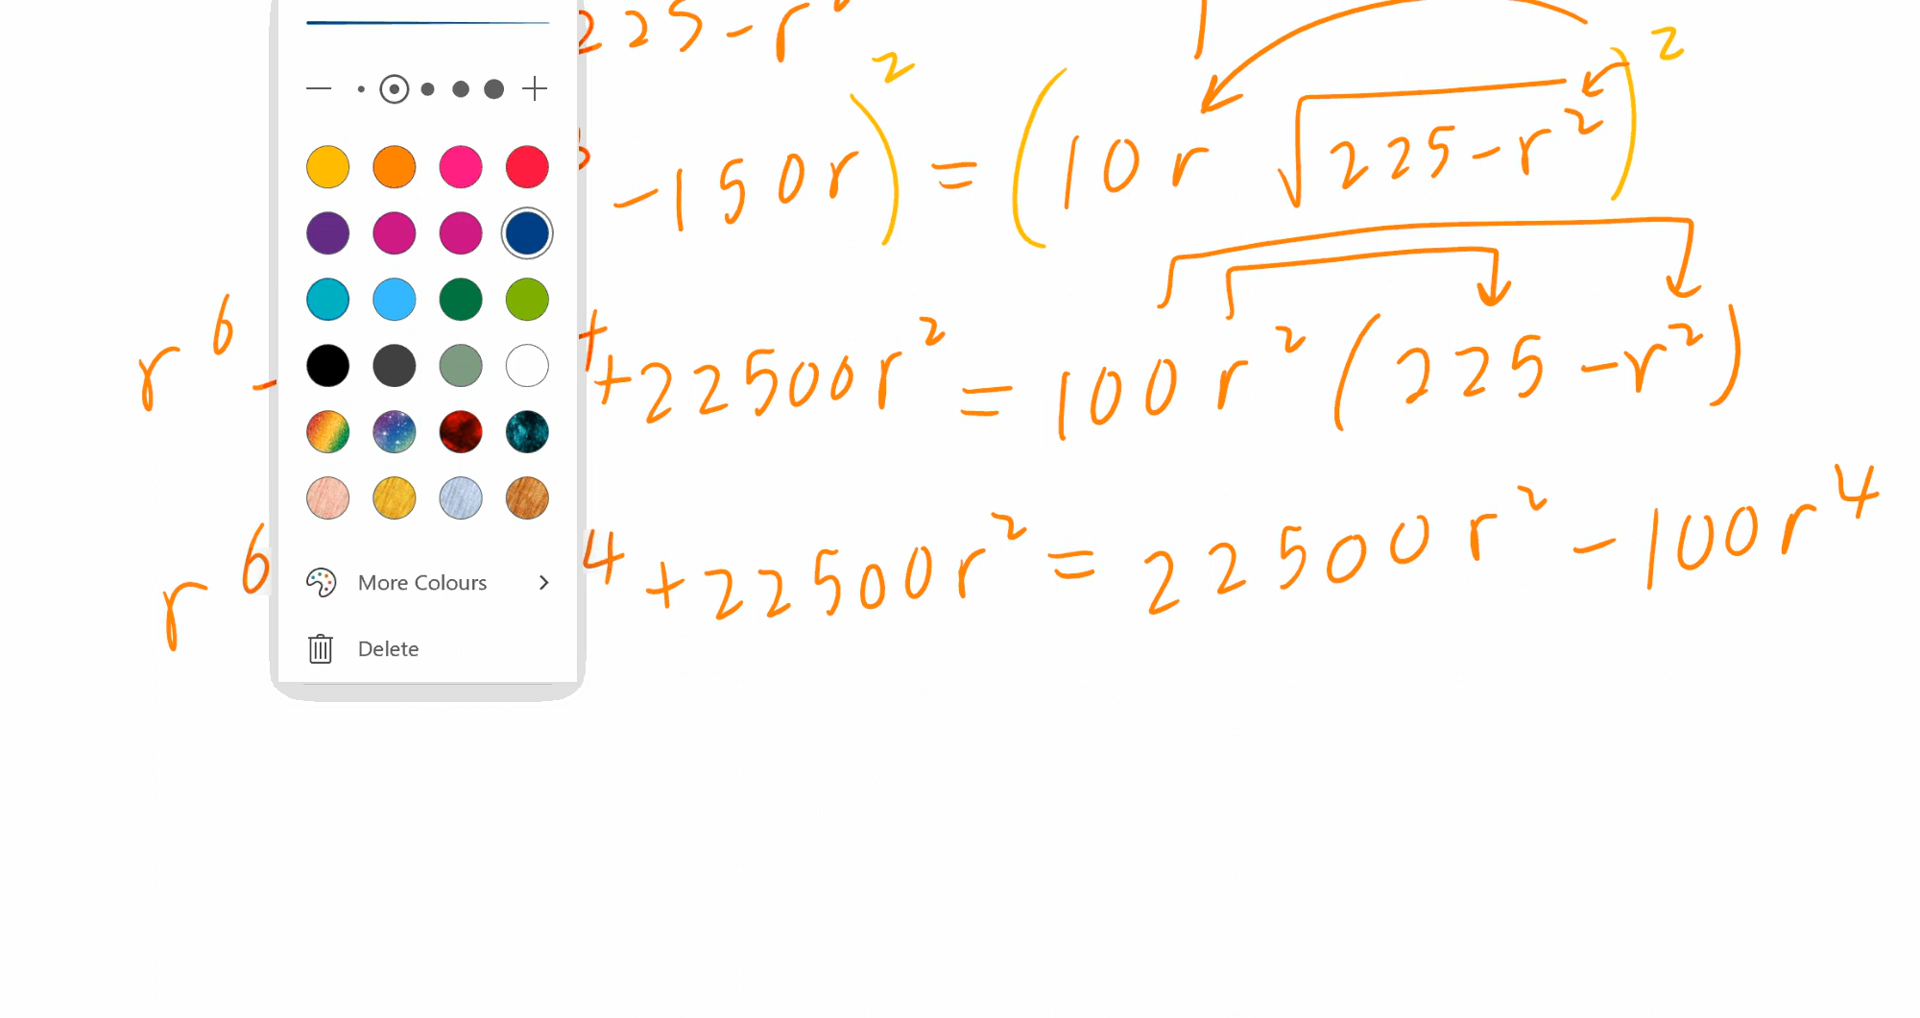 225-r²
-150r)² = (10r √225-r²)²
r⁶ - +22500r² = 100r²(225-r²)
r⁶ ⁴+22500r² = 22500r² -100r⁴
More Colours
Delete